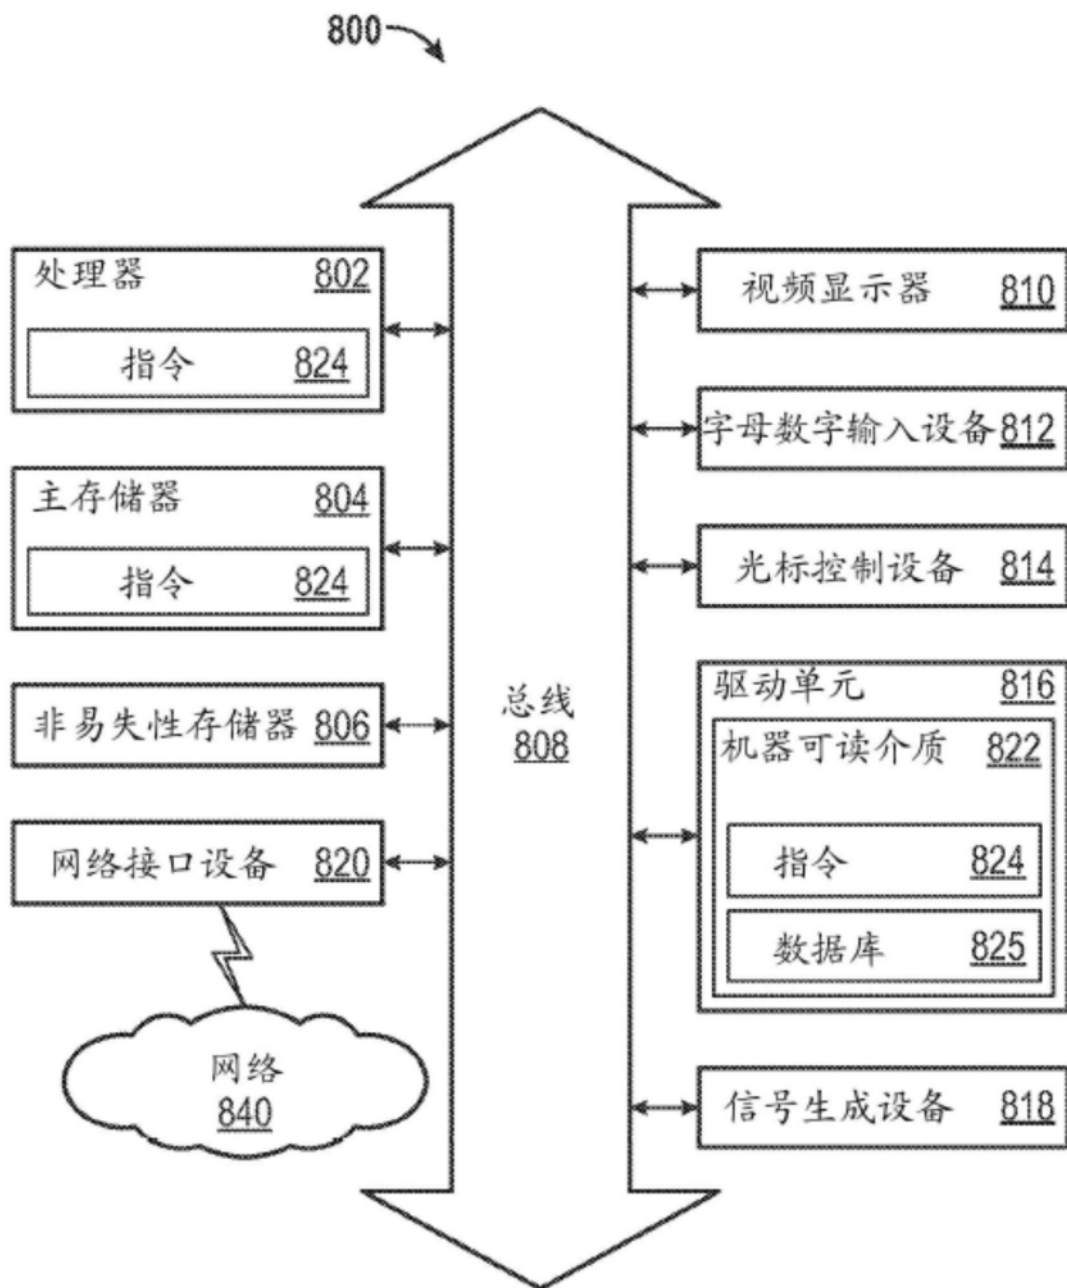 800
处理器 802
指令 824
主存储器 804
指令 824
非易失性存储器 806
网络接口设备 820
网络
840
总线
808
视频显示器 810
字母数字输入设备 812
光标控制设备 814
驱动单元 816
机器可读介质 822
指令 824
数据库 825
信号生成设备 818